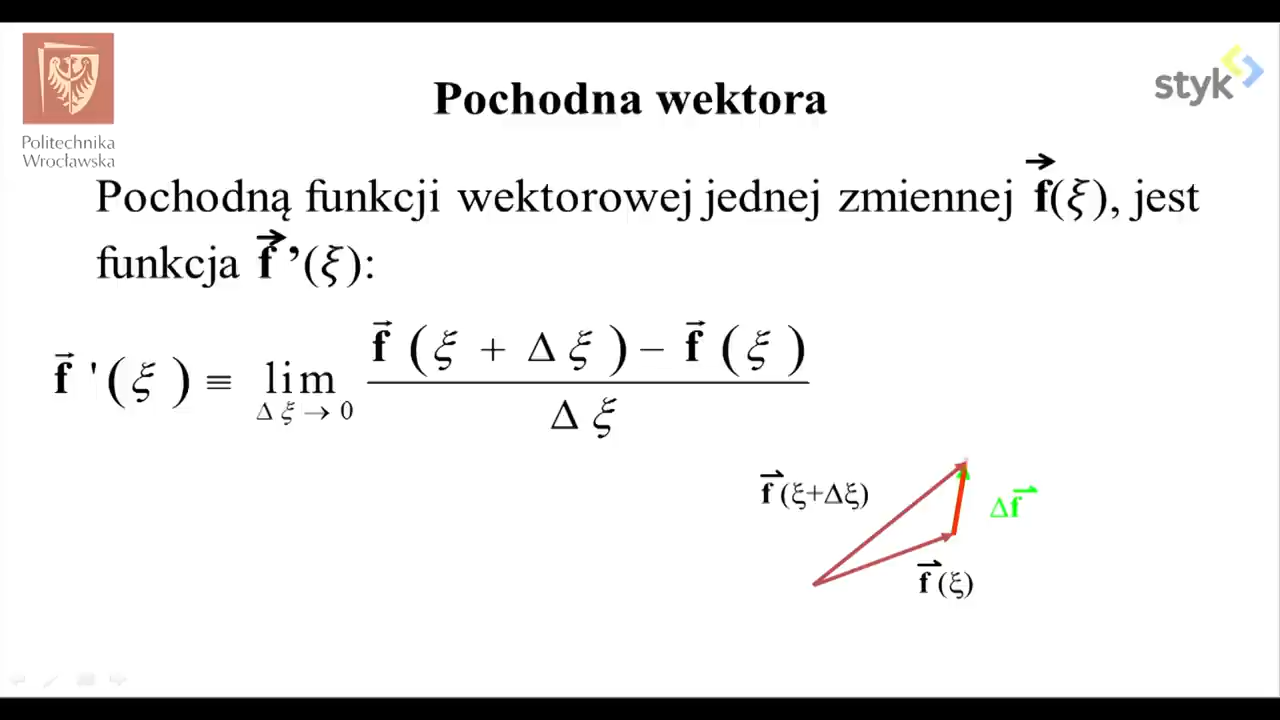 Politechnika
Wrocławska
styk
Pochodna wektora
Pochodną funkcji wektorowej jednej zmiennej f⃗(ξ), jest
funkcja f⃗ ’(ξ):
f⃗ '(ξ) ≡ lim Δξ→0 (f⃗(ξ + Δξ) − f⃗(ξ)) / Δξ
f⃗(ξ+Δξ)
Δf⃗
f⃗(ξ)